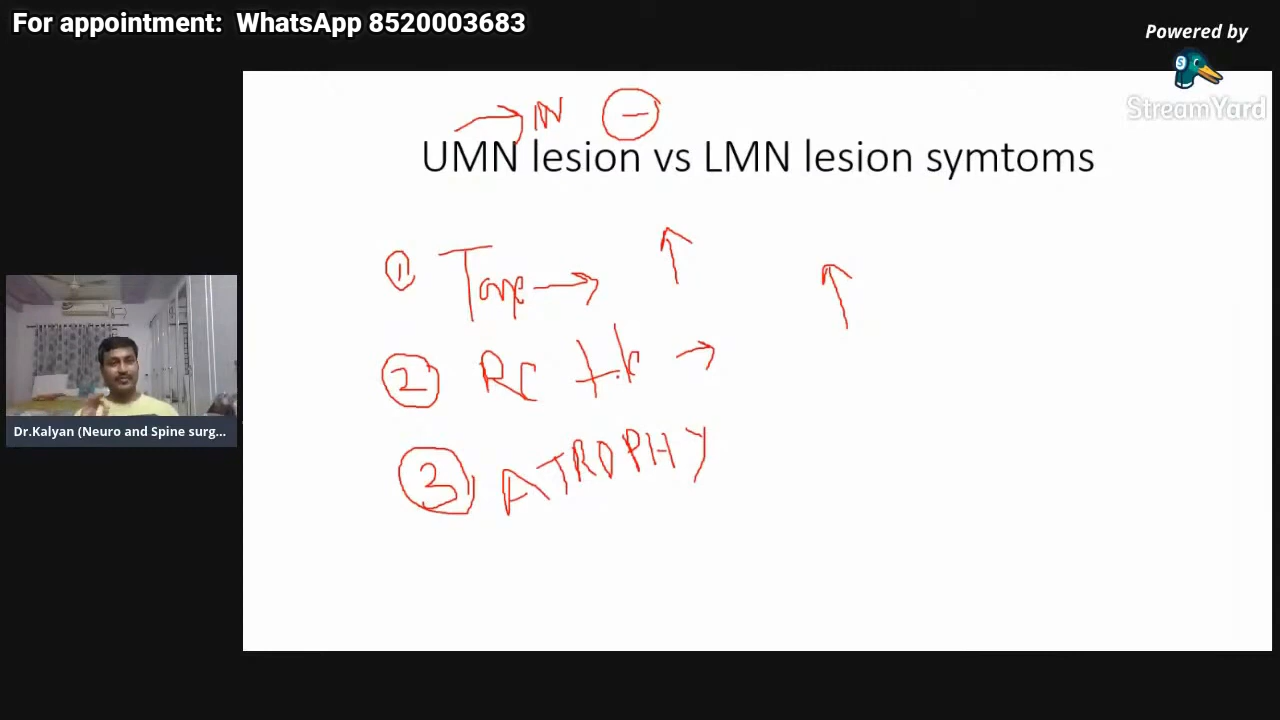 For appointment: WhatsApp 8520003683
Powered by
StreamYard
UMN lesion vs LMN lesion symtoms
① Tone → ↑
② →
③ ATROPHY
Dr.Kalyan (Neuro and Spine surg...